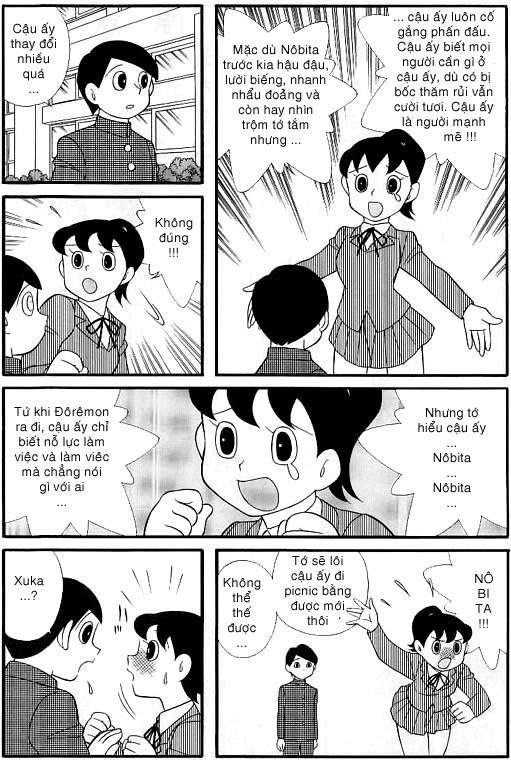 Cậu ấy
thay đổi
nhiều
quá
...
Mặc dù Nôbita
trước kia hậu đậu,
lười biếng, nhanh
nhẩu đoảng và
còn hay nhìn
trộm tớ tắm
nhưng ...
... cậu ấy luôn cố
gắng phấn đấu.
Cậu ấy biết mọi
người cần gì ở
cậu ấy, dù có bị
bốc thăm rủi vẫn
cười tươi. Cậu ấy
là người mạnh
mẽ !!!
Không
đúng
!!!
Tứ khi Đôrêmon
ra đi, cậu ấy chỉ
biết nỗ lực làm
việc và làm việc
mà chẳng nói
gì với ai
...
Nhưng tớ
hiểu cậu ấy
...
Nôbita
...
Nôbita
...
Xuka
...?
Không
thể
thế
được
...
Tớ sẽ lôi
cậu ấy đi
picnic bằng
được mới
thôi
NÔ
BI
TA
!!!